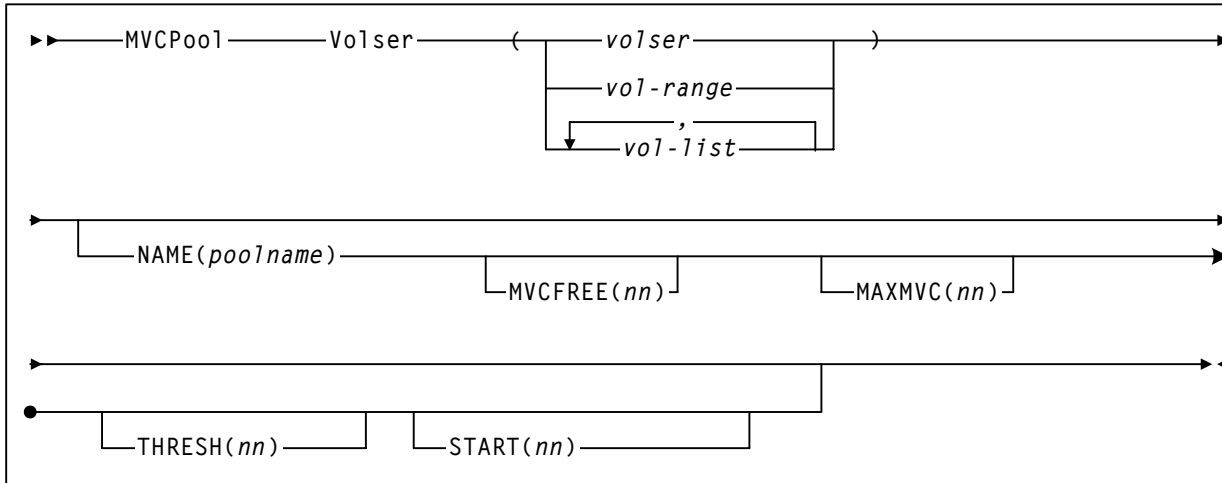 MVCPool Volser ( volser )
vol-range
,
vol-list
NAME(poolname)
MVCFREE(nn) MAXMVC(nn)
THRESH(nn) START(nn)